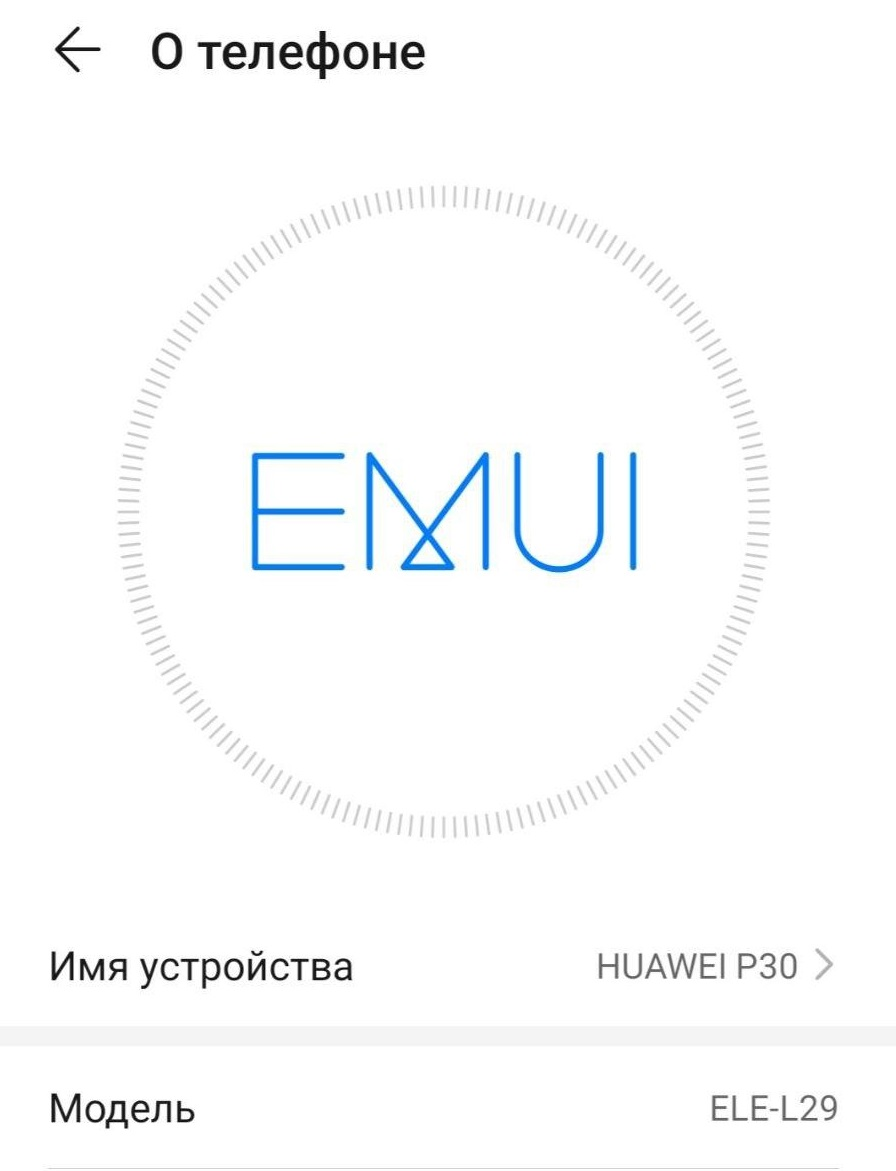 О телефоне
EMUI
Имя устройства HUAWEI P30
Модель ELE-L29